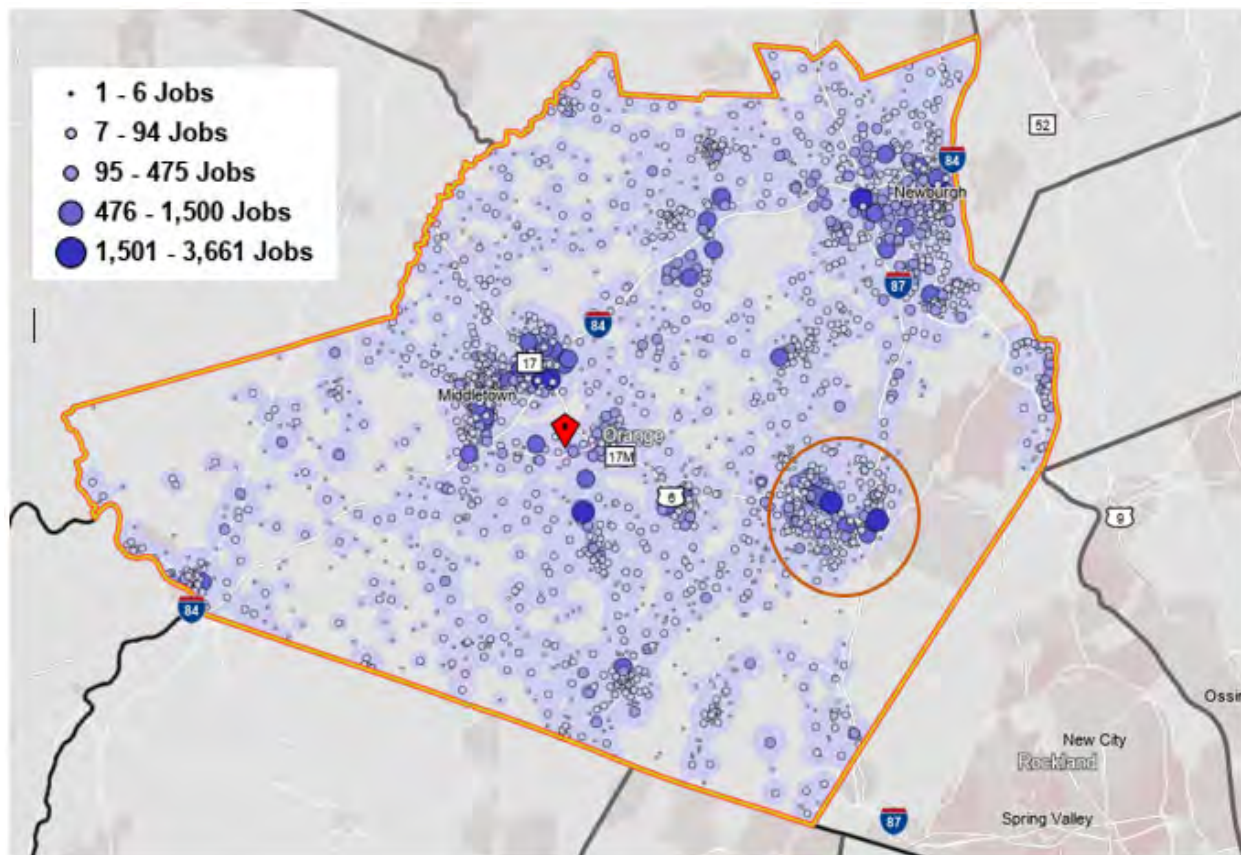 1 - 6 Jobs
7 - 94 Jobs
95 - 475 Jobs
476 - 1,500 Jobs
1,501 - 3,661 Jobs
52
84
Newburgh
87
84
17
Middletown
Orange
17M
6
9
84
Ossin
New City
Rockland
87
Spring Valley